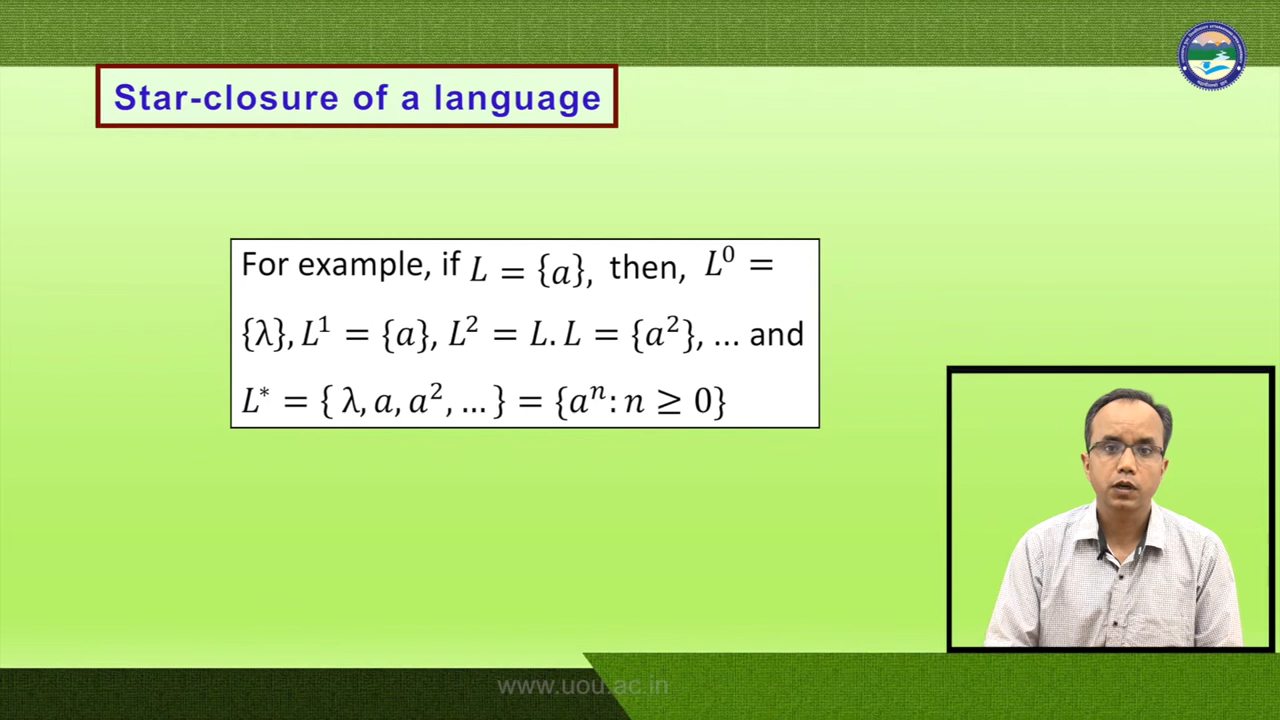 Star-closure of a language
For example, if L = {a}, then, L⁰ =
{λ}, L¹ = {a}, L² = L. L = {a²}, ... and
L* = { λ, a, a², ... } = {aⁿ: n ≥ 0}
www.uou.ac.in